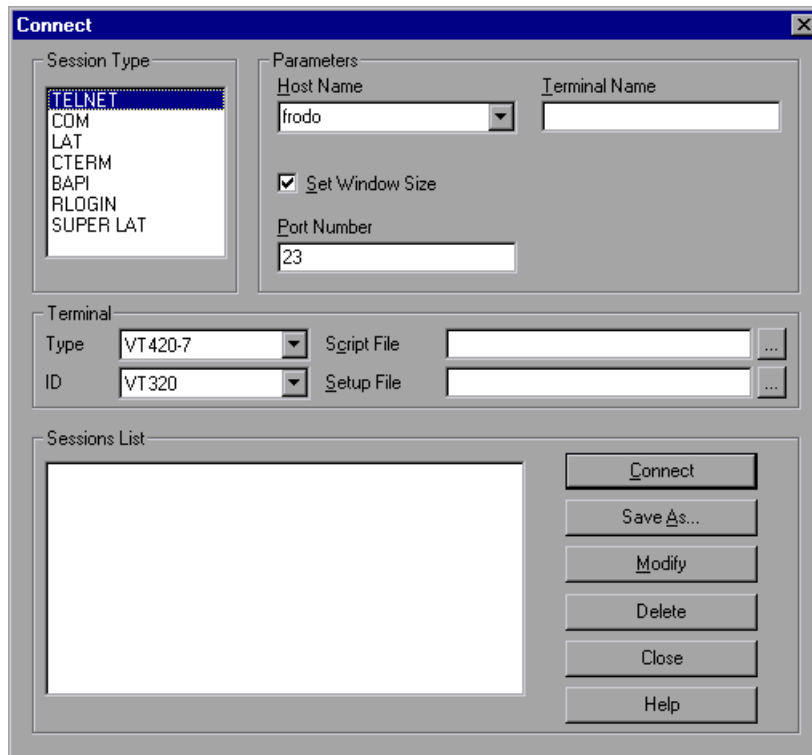 Connect
Session Type
TELNET
COM
LAT
CTERM
BAPI
RLOGIN
SUPER LAT
Parameters
Host Name
Terminal Name
frodo
Set Window Size
Port Number
23
Terminal
Type
VT420-7
Script File
...
ID
VT320
Setup File
...
Sessions List
Connect
Save As...
Modify
Delete
Close
Help